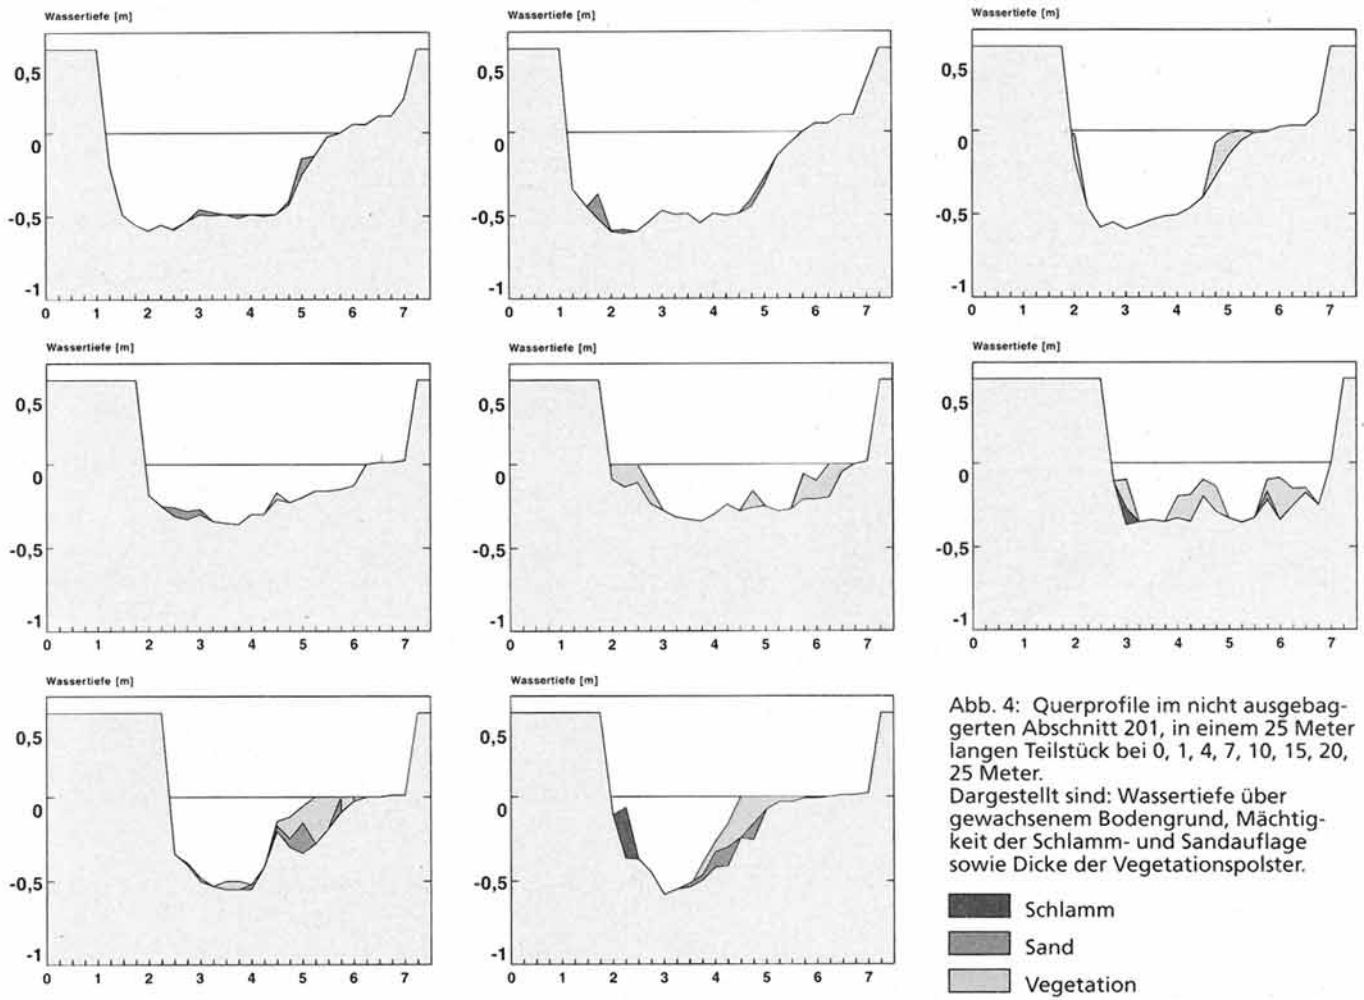 Wassertiefe [m]
0,5
0
-0,5
-1
0 1 2 3 4 5 6 7
Wassertiefe [m]
0,5
0
-0,5
-1
0 1 2 3 4 5 6 7
Wassertiefe [m]
0,5
0
-0,5
-1
0 1 2 3 4 5 6 7
Wassertiefe [m]
0,5
0
-0,5
-1
0 1 2 3 4 5 6 7
Wassertiefe [m]
0,5
0
-0,5
-1
0 1 2 3 4 5 6 7
Wassertiefe [m]
0,5
0
-0,5
-1
0 1 2 3 4 5 6 7
Wassertiefe [m]
0,5
0
-0,5
-1
0 1 2 3 4 5 6 7
Wassertiefe [m]
0,5
0
-0,5
-1
0 1 2 3 4 5 6 7
Abb. 4: Querprofile im nicht ausgebag-
gerten Abschnitt 201, in einem 25 Meter
langen Teilstück bei 0, 1, 4, 7, 10, 15, 20,
25 Meter.
Dargestellt sind: Wassertiefe über
gewachsenem Bodengrund, Mächtig-
keit der Schlamm- und Sandauflage
sowie Dicke der Vegetationspolster.
Schlamm
Sand
Vegetation